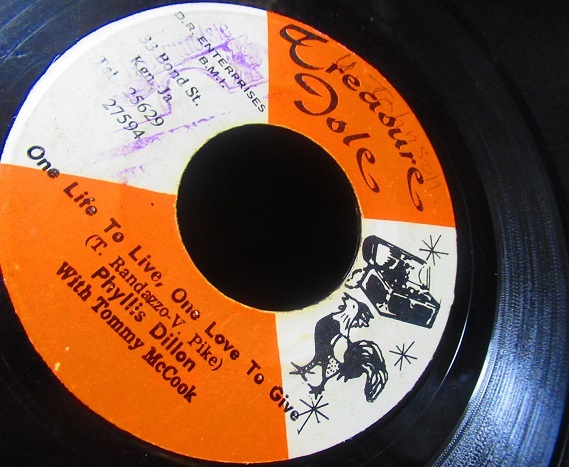 Treasure
Isle
D.R. ENTERPRISES
B.M.I.
33 Bond St.
Kgn. Ja.
Tel. 25629
27594
One Life To Live, One Love To Give
(T. Randazzo-V. Pike)
Phyllis Dillon
With Tommy McCook